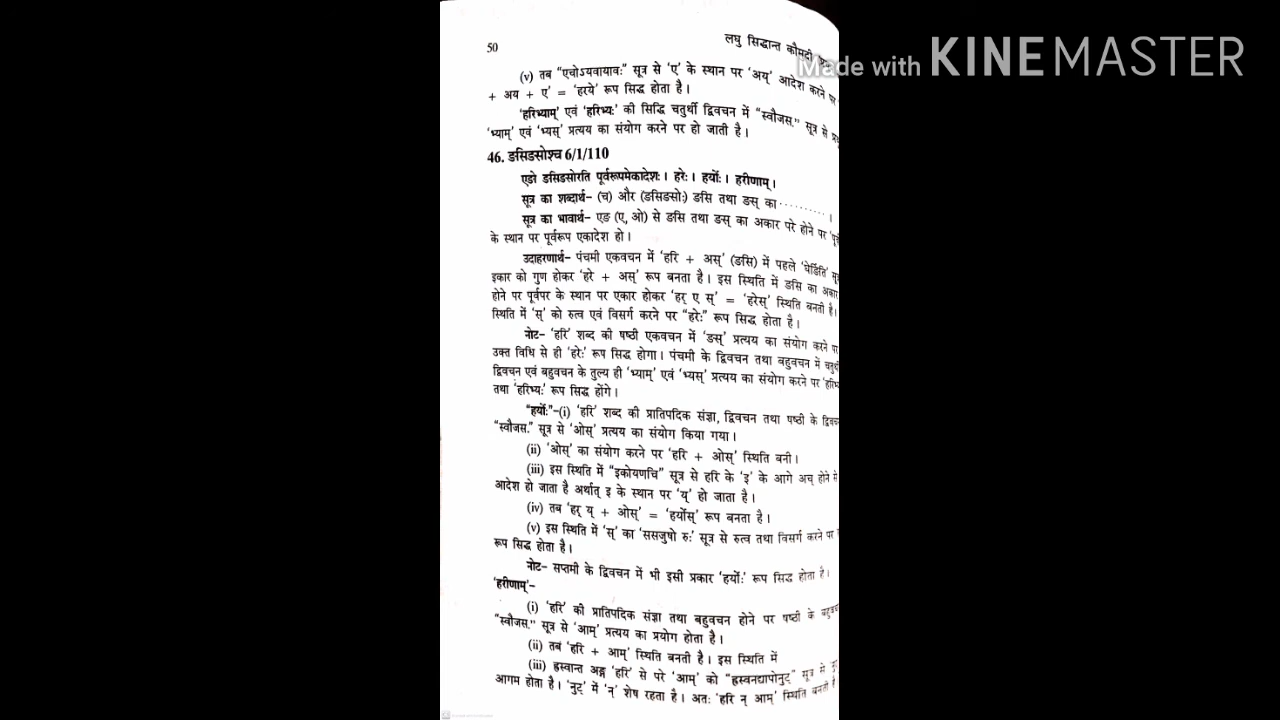 50
लघु सिद्धान्त कौमदी
Made with KINEMASTER
(v) तब "एचोऽयवायावः" सूत्र से 'ए' के स्थान पर 'अय्' आदेश करने पर
+ अय + ए' = 'हरये' रूप सिद्ध होता है।
'हरिभ्याम्' एवं 'हरिभ्यः' की सिद्धि चतुर्थी द्विवचन में "स्वौजस." सूत्र से
'भ्याम्' एवं 'भ्यस्' प्रत्यय का संयोग करने पर हो जाती है।
46. ङसिङसोश्च 6/1/110
एङो ङसिङसोरति पूर्वरूपमेकादेशः। हरेः। हर्योः। हरीणाम्।
सूत्र का शब्दार्थ- (च) और (ङसिङसोः) ङसि तथा ङस् का..........।
सूत्र का भावार्थ- एङ (ए, ओ) से ङसि तथा ङस् का अकार परे होने पर
के स्थान पर पूर्वरूप एकादेश हो।
उदाहरणार्थ- पंचमी एकवचन में 'हरि + अस्' (ङसि) में पहले 'घेर्ङिति'
इकार को गुण होकर 'हरे + अस्' रूप बनता है। इस स्थिति में ङसि का अकार
होने पर पूर्वपर के स्थान पर एकार होकर 'हर् ए स्' = 'हरेस्' स्थिति बनती है।
स्थिति में 'स्' को रुत्व एवं विसर्ग करने पर "हरेः" रूप सिद्ध होता है।
नोट- 'हरि' शब्द की षष्ठी एकवचन में 'ङस्' प्रत्यय का संयोग करने पर
उक्त विधि से ही 'हरेः' रूप सिद्ध होगा। पंचमी के द्विवचन तथा बहुवचन में चतुर्थी
द्विवचन एवं बहुवचन के तुल्य ही 'भ्याम्' एवं 'भ्यस्' प्रत्यय का संयोग करने पर
तथा 'हरिभ्यः' रूप सिद्ध होंगे।
"हर्योः"-(i) 'हरि' शब्द की प्रातिपदिक संज्ञा, द्विवचन तथा षष्ठी के द्विवचन
"स्वौजस." सूत्र से 'ओस्' प्रत्यय का संयोग किया गया।
(ii) 'ओस्' का संयोग करने पर 'हरि + ओस्' स्थिति बनी।
(iii) इस स्थिति में "इकोयणचि" सूत्र से हरि के 'इ' के आगे अच् होने से
आदेश हो जाता है अर्थात् इ के स्थान पर 'य्' हो जाता है।
(iv) तब 'हर् य् + ओस्' = 'हर्योस्' रूप बनता है।
(v) इस स्थिति में 'स्' का 'ससजुषो रुः' सूत्र से रुत्व तथा विसर्ग करने पर
रूप सिद्ध होता है।
नोट- सप्तमी के द्विवचन में भी इसी प्रकार 'हर्योः' रूप सिद्ध होता है।
'हरीणाम्'-
(i) 'हरि' की प्रातिपदिक संज्ञा तथा बहुवचन होने पर षष्ठी के बहुवचन
"स्वौजस." सूत्र से 'आम्' प्रत्यय का प्रयोग होता है।
(ii) तब 'हरि + आम्' स्थिति बनती है। इस स्थिति में
(iii) ह्रस्वान्त अङ्ग 'हरि' से परे 'आम्' को "ह्रस्वनद्यापोनुट्" सूत्र से
आगम होता है। 'नुट्' में 'न्' शेष रहता है। अतः 'हरि न् आम्' स्थिति बनती है